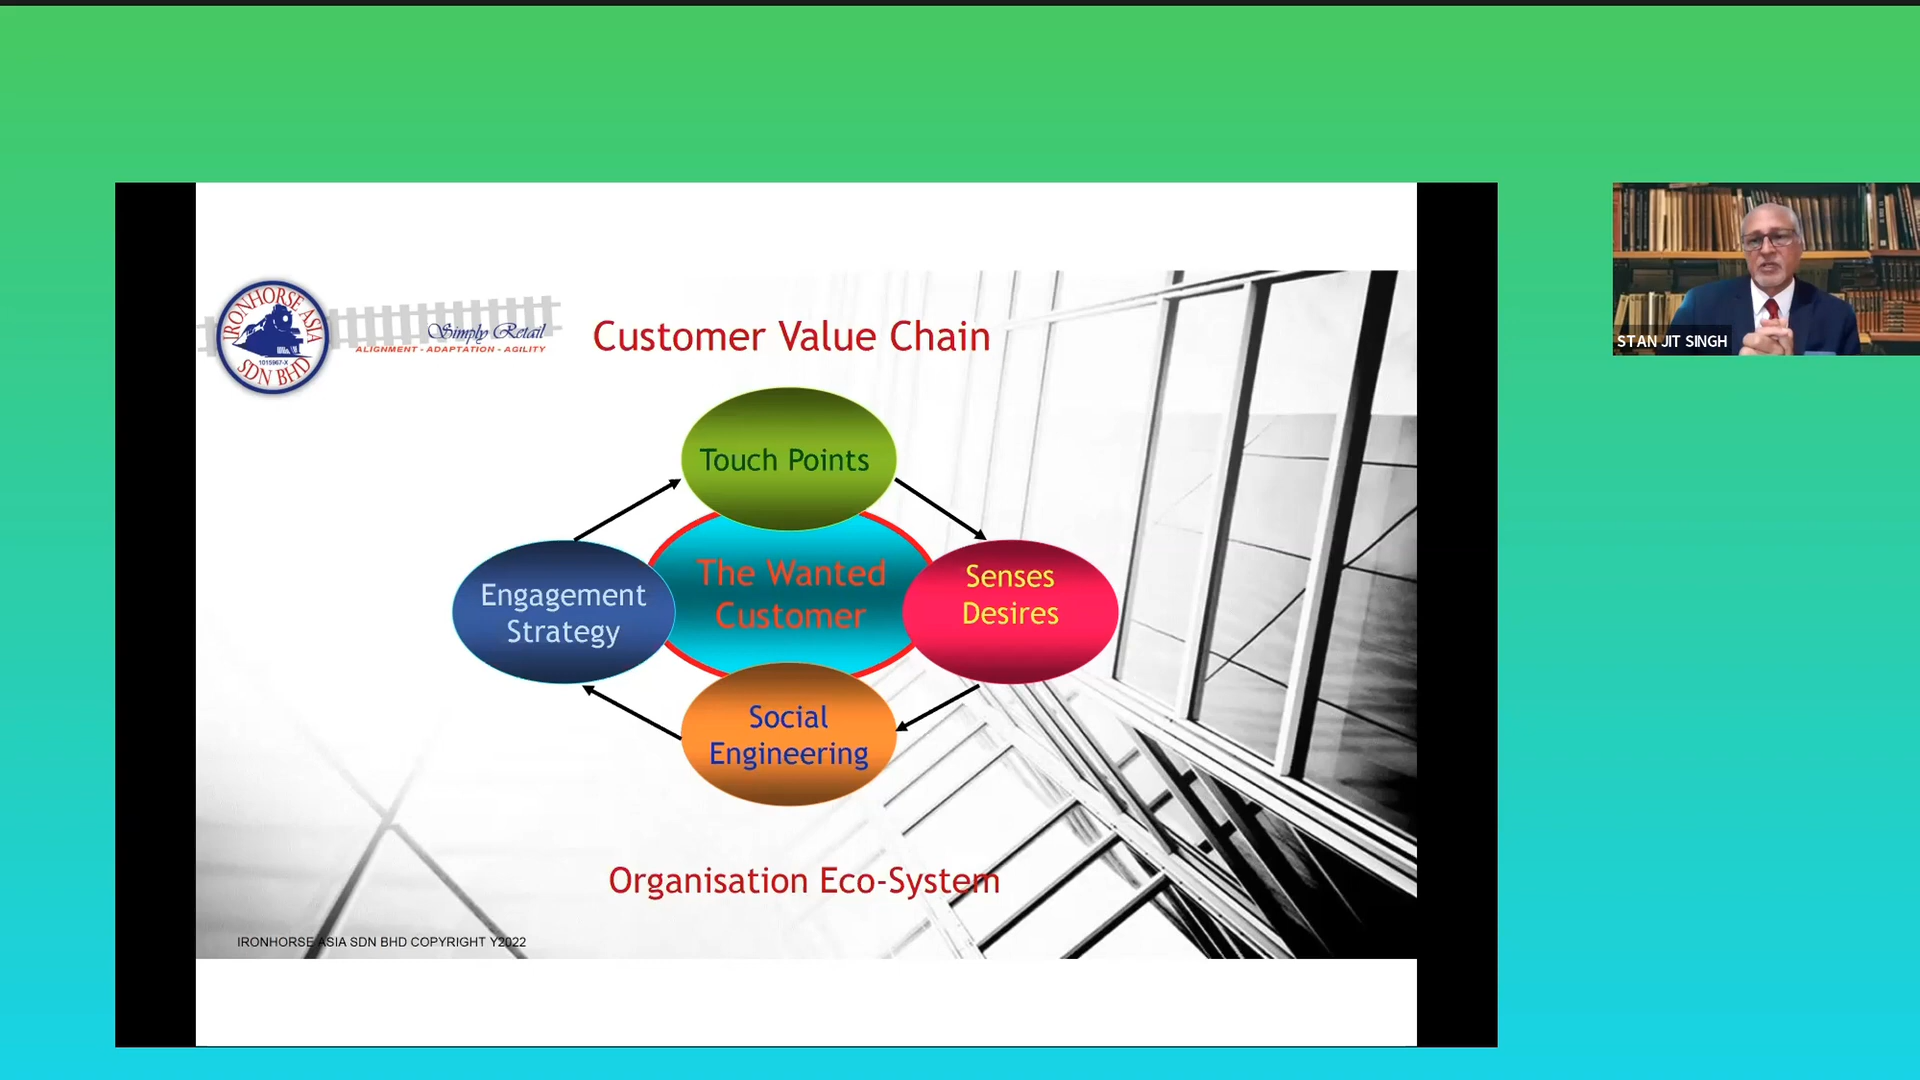 IRONHORSE ASIA
1015967-X
SDN BHD
Simply Retail
ALIGNMENT - ADAPTATION - AGILITY
Customer Value Chain
Touch Points
Engagement
Strategy
The Wanted
Customer
Senses
Desires
Social
Engineering
Organisation Eco-System
IRONHORSE ASIA SDN BHD COPYRIGHT Y2022
STAN JIT SINGH